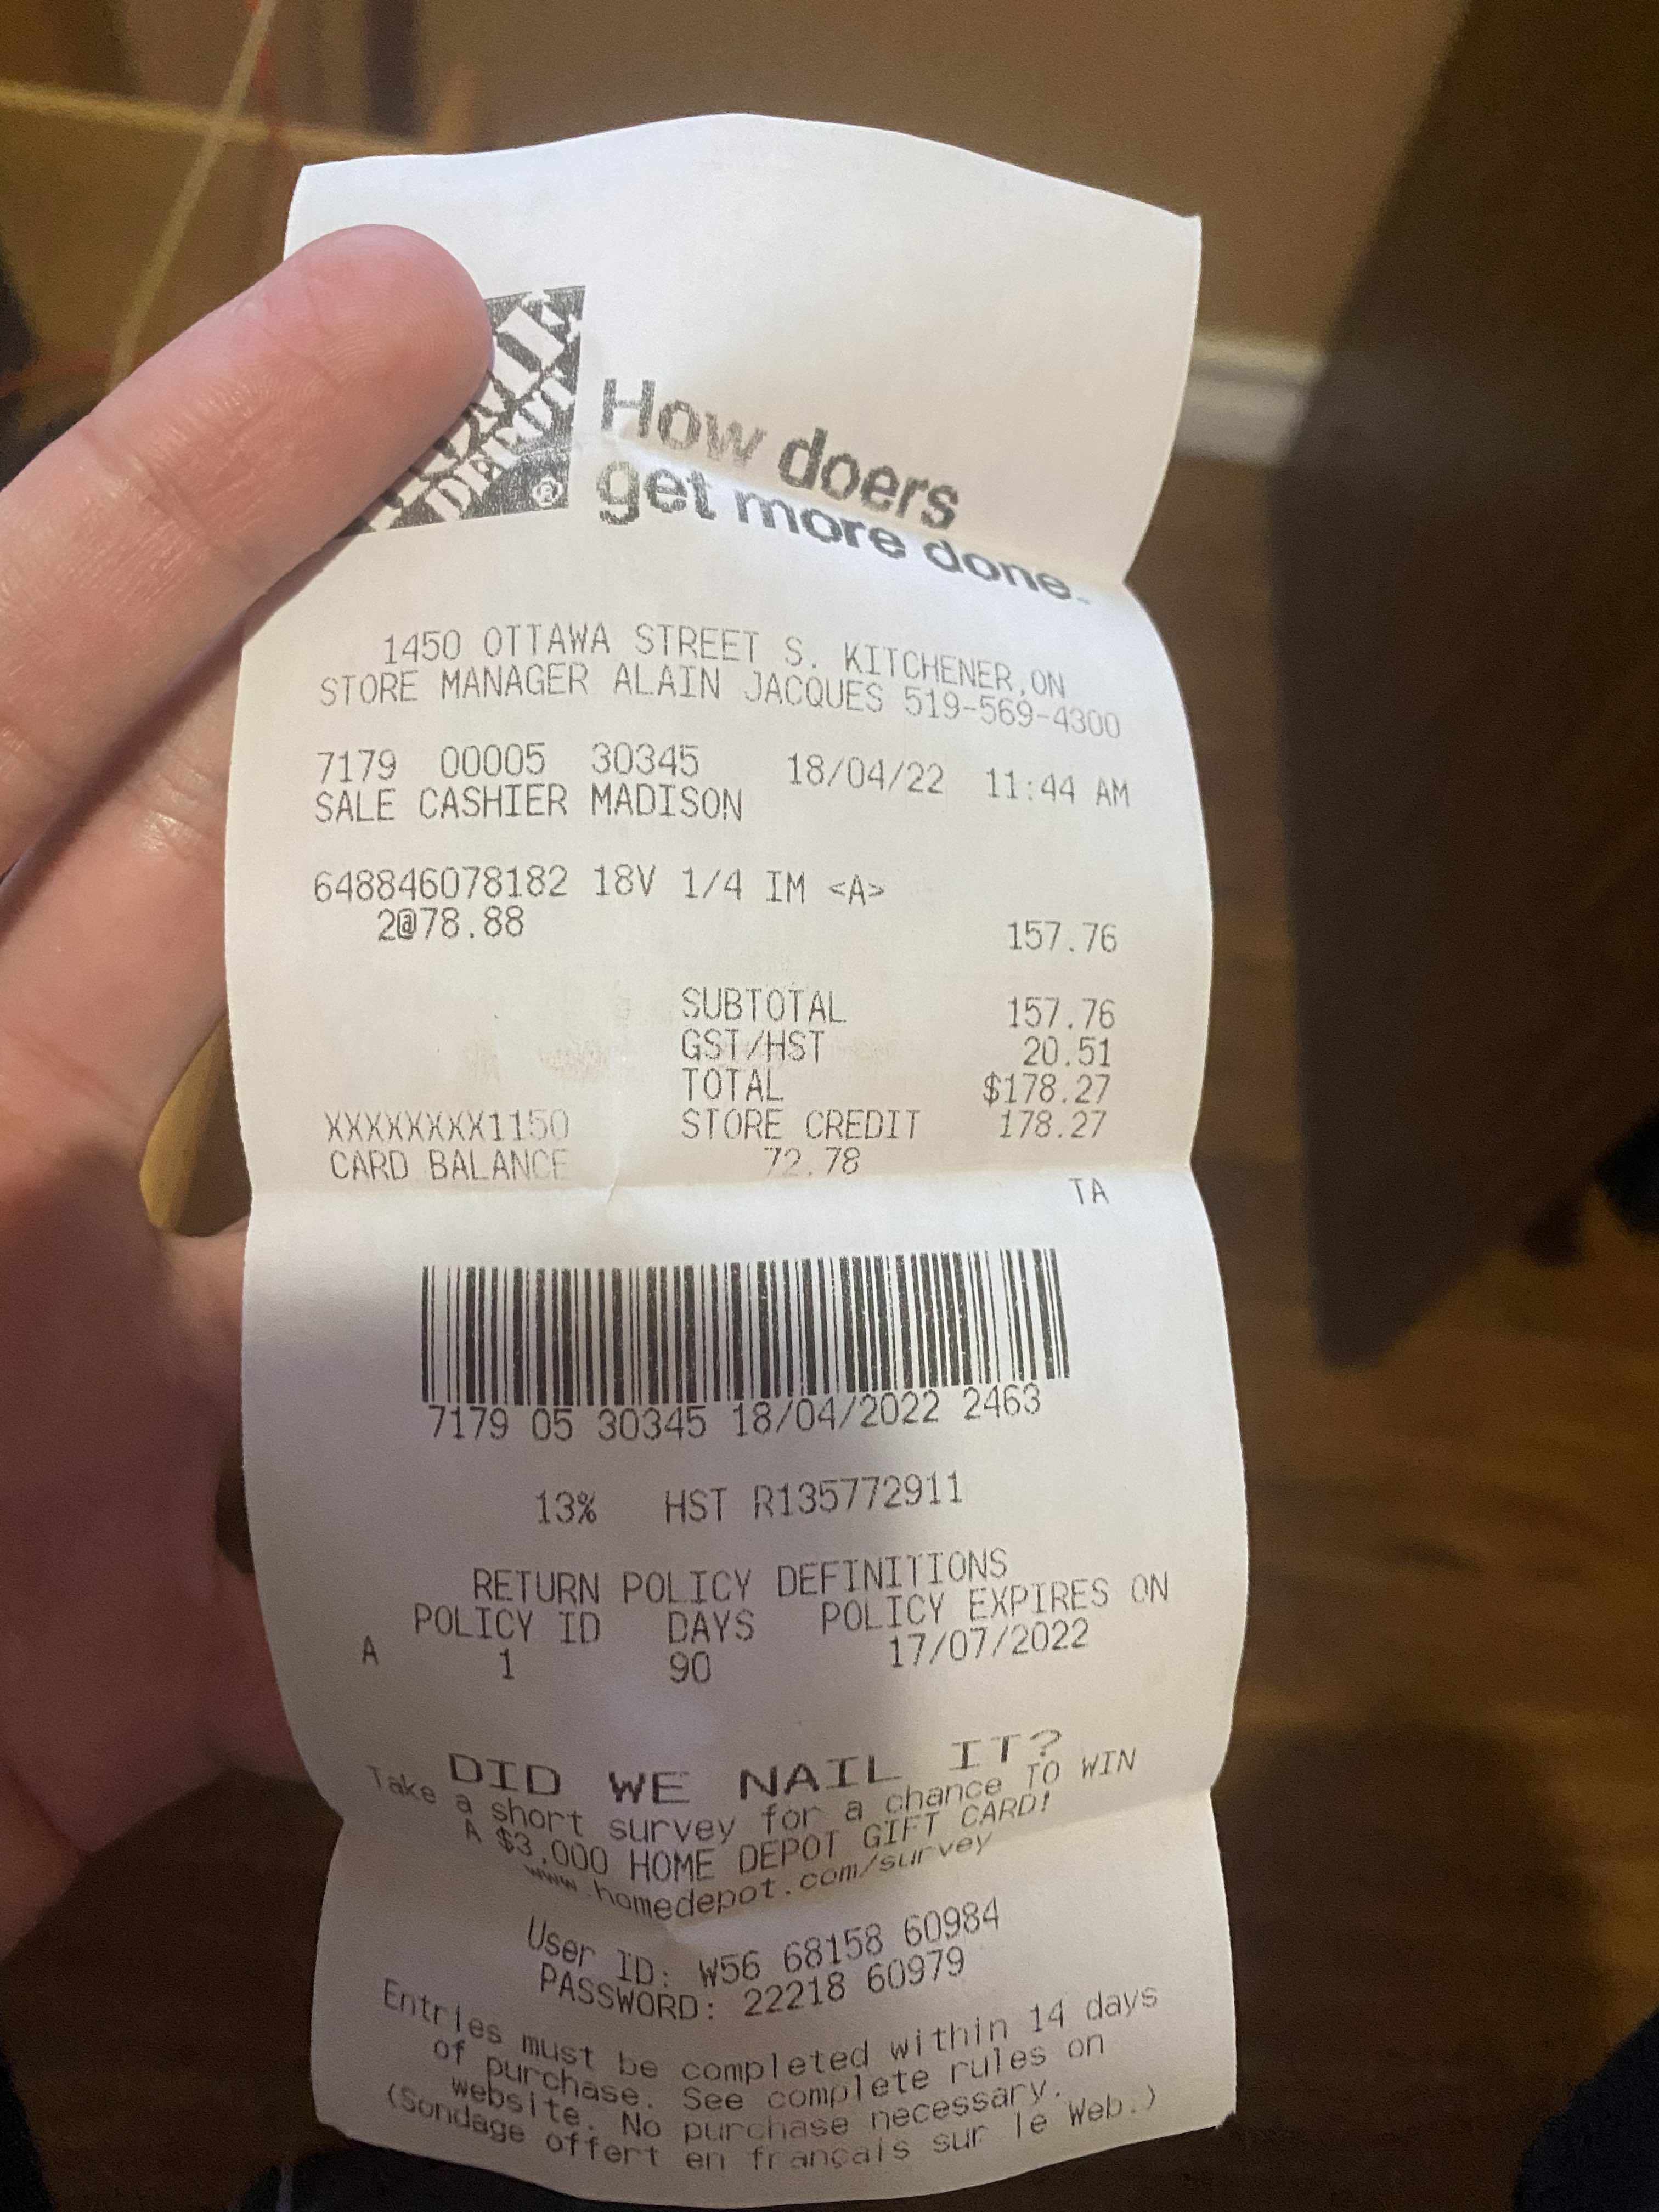 How doers
get more done.
1450 OTTAWA STREET S. KITCHENER,ON
STORE MANAGER ALAIN JACQUES 519-569-4300
7179 00005 30345 18/04/22 11:44 AM
SALE CASHIER MADISON
648846078182 18V 1/4 IM <A>
2@78.88 157.76
SUBTOTAL 157.76
GST/HST 20.51
TOTAL $178.27
XXXXXXXX1150 STORE CREDIT 178.27
CARD BALANCE 72.78
TA
7179 05 30345 18/04/2022 2463
13% HST R135772911
RETURN POLICY DEFINITIONS
POLICY ID DAYS POLICY EXPIRES ON
A 1 90 17/07/2022
DID WE NAIL IT?
Take a short survey for a chance TO WIN
A $3,000 HOME DEPOT GIFT CARD!
www.homedepot.com/survey
User ID: W56 68158 60984
PASSWORD: 22218 60979
Entries must be completed within 14 days
of purchase. See complete rules on
website. No purchase necessary.
(Sondage offert en français sur le Web.)